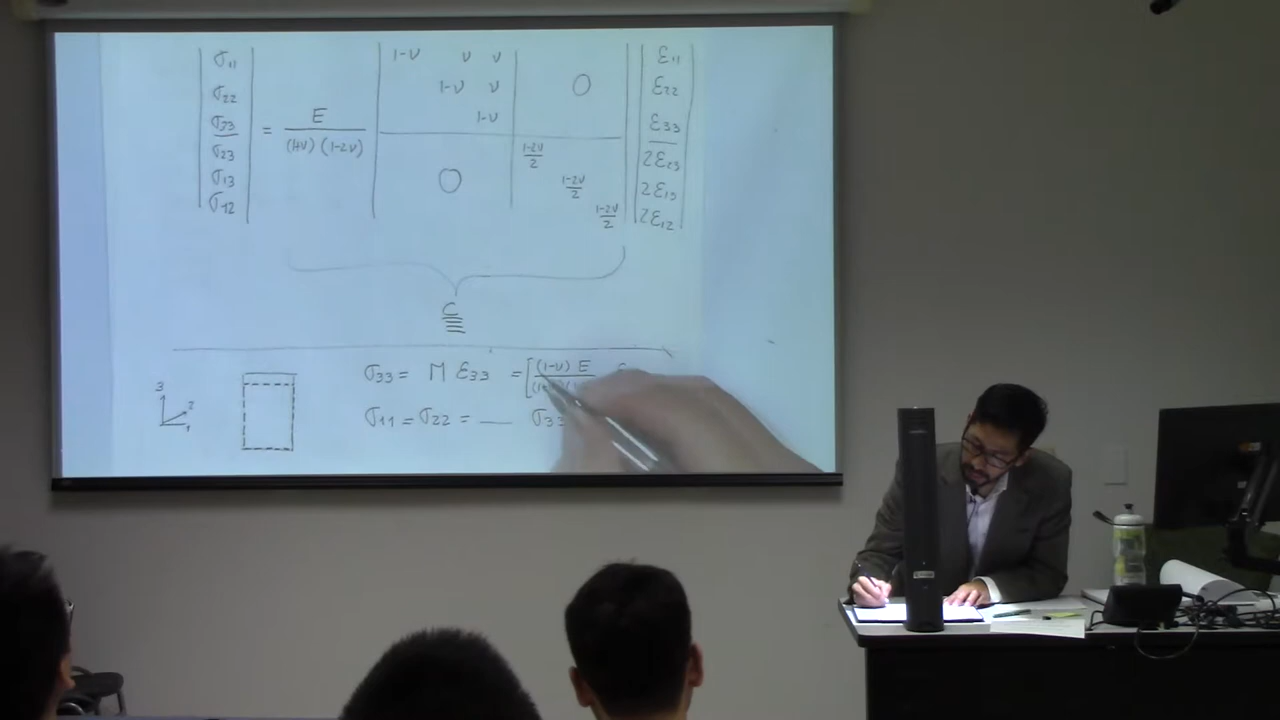 σ11 1-ν ν ν ε11
σ22 1-ν ν 0 ε22
σ33 = E/((1+ν)(1-2ν)) 1-ν ε33
σ23 (1-2ν)/2 2ε23
σ13 0 (1-2ν)/2 2ε13
σ12 (1-2ν)/2 2ε12
C
3
2
1
σ33 = M ε33 = [(1-ν) E
σ11 = σ22 = __ σ33